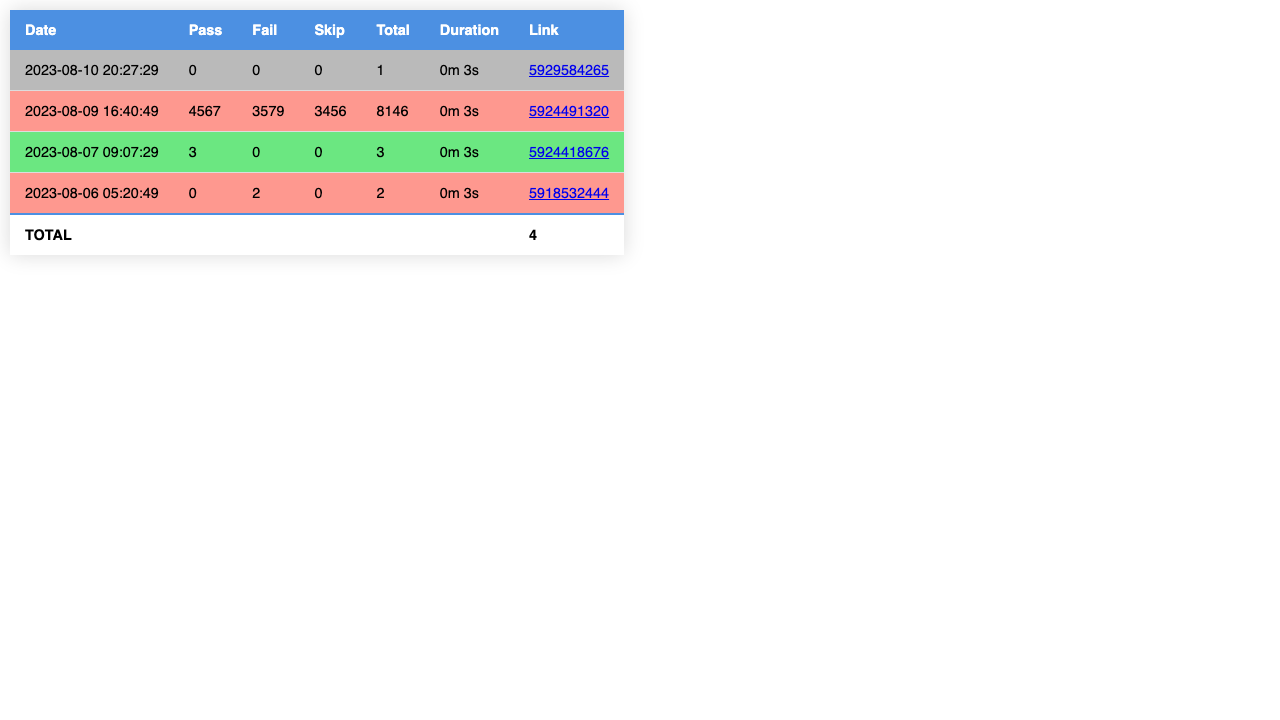 Date Pass Fail Skip Total Duration Link
2023-08-10 20:27:29 0 0 0 1 0m 3s 5929584265
2023-08-09 16:40:49 4567 3579 3456 8146 0m 3s 5924491320
2023-08-07 09:07:29 3 0 0 3 0m 3s 5924418676
2023-08-06 05:20:49 0 2 0 2 0m 3s 5918532444
TOTAL 4